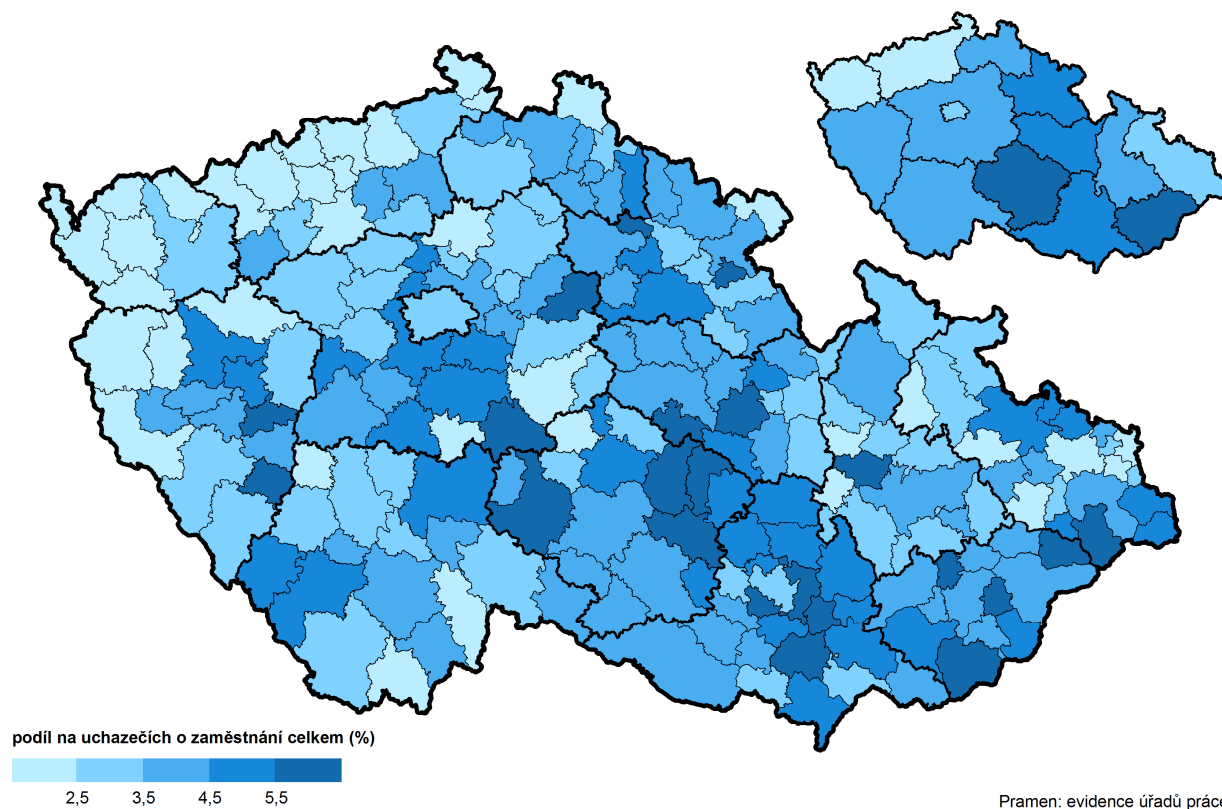 podíl na uchazečích o zaměstnání celkem (%)
2,5 3,5 4,5 5,5
Pramen: evidence úřadů práce